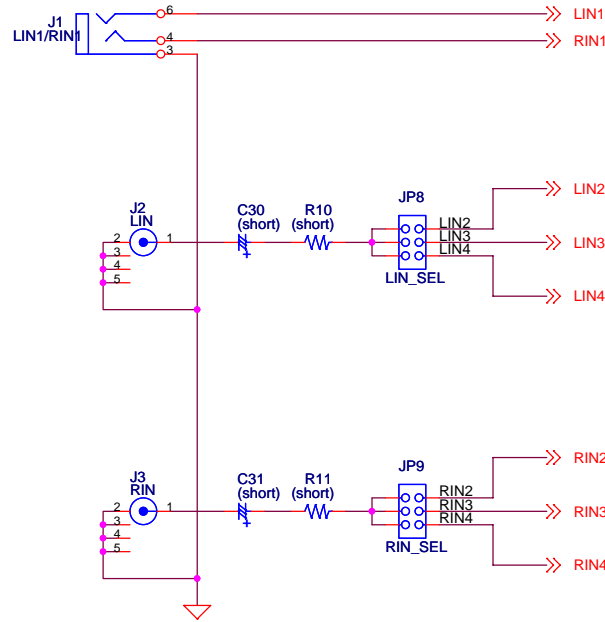 J1
LIN1/RIN1
6
4
3
LIN1
RIN1
J2
LIN
2
3
4
5
1
C30
(short)
+
R10
(short)
JP8
LIN2
LIN3
LIN4
LIN_SEL
LIN2
LIN3
LIN4
J3
RIN
2
3
4
5
1
C31
(short)
+
R11
(short)
JP9
RIN2
RIN3
RIN4
RIN_SEL
RIN2
RIN3
RIN4